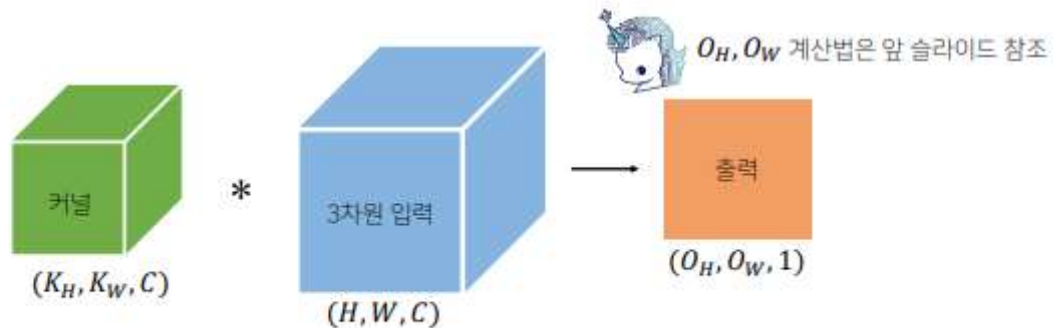 O_H, O_W 계산법은 앞 슬라이드 참조
커널
*
3차원 입력
출력
(K_H, K_W, C)
(H, W, C)
(O_H, O_W, 1)